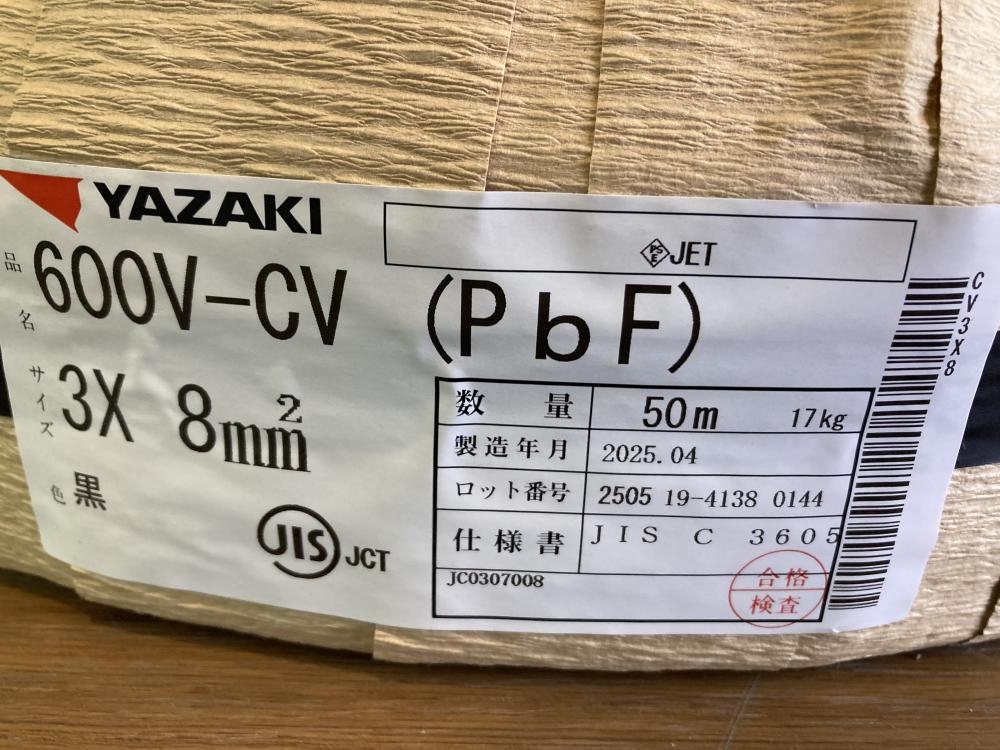 YAZAKI
PSE JET
品名 600V-CV (PbF)
サイズ 3X 8mm²
色 黒
JIS JCT
数量 50m 17kg
製造年月 2025.04
ロット番号 2505 19-4138 0144
仕様書 JIS C 3605
JC0307008
合格
検査
CV3X8